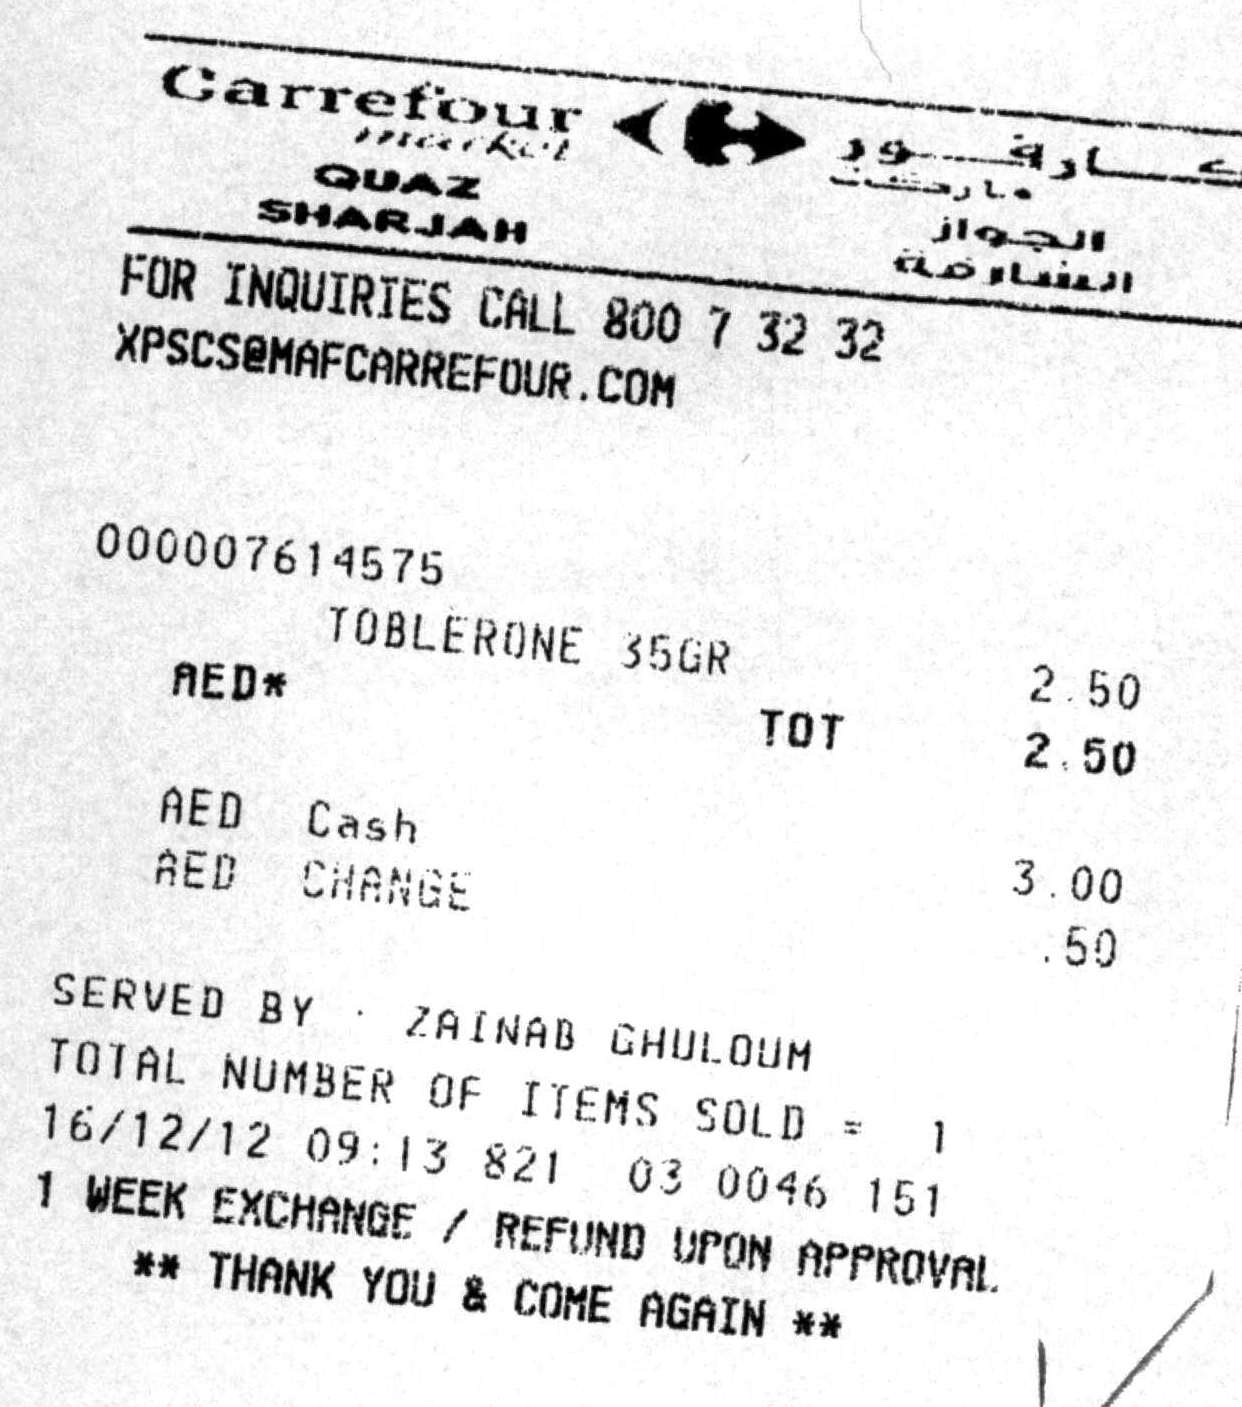 Carrefour كارفور
market ماركت
QUAZ الجواز
SHARJAH الشارقة
FOR INQUIRIES CALL 800 7 32 32
XPSCS@MAFCARREFOUR.COM
000007614575
TOBLERONE 35GR 2.50
AED* TOT 2.50
AED Cash 3.00
AED CHANGE .50
SERVED BY : ZAINAB GHULOUM
TOTAL NUMBER OF ITEMS SOLD = 1
16/12/12 09:13 821 03 0046 151
1 WEEK EXCHANGE / REFUND UPON APPROVAL
** THANK YOU & COME AGAIN **